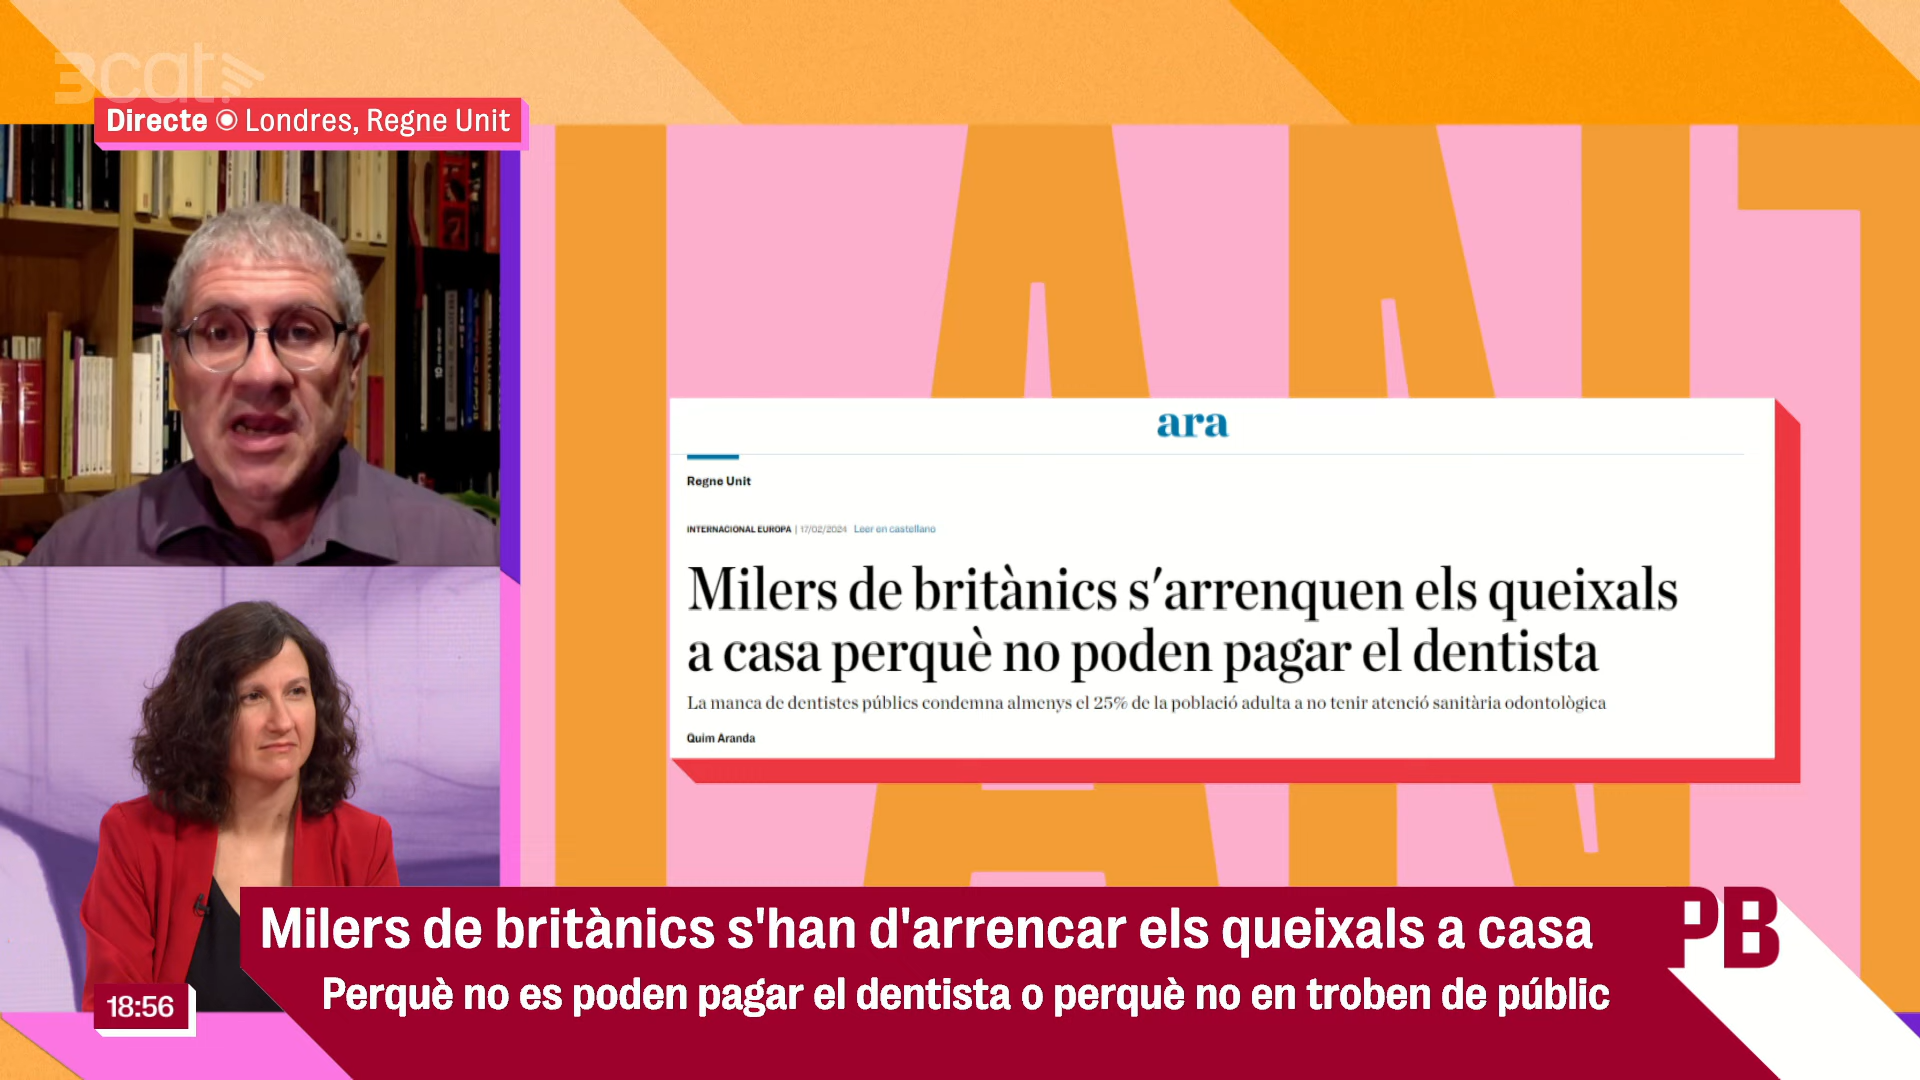 3cat
Directe Londres, Regne Unit
ara
Regne Unit
INTERNACIONAL EUROPA | 17/02/2024 Leer en castellano
Milers de britànics s'arrenquen els queixals
a casa perquè no poden pagar el dentista
La manca de dentistes públics condemna almenys el 25% de la població adulta a no tenir atenció sanitària odontològica
Quim Aranda
Milers de britànics s'han d'arrencar els queixals a casa
PB
Perquè no es poden pagar el dentista o perquè no en troben de públic
18:56